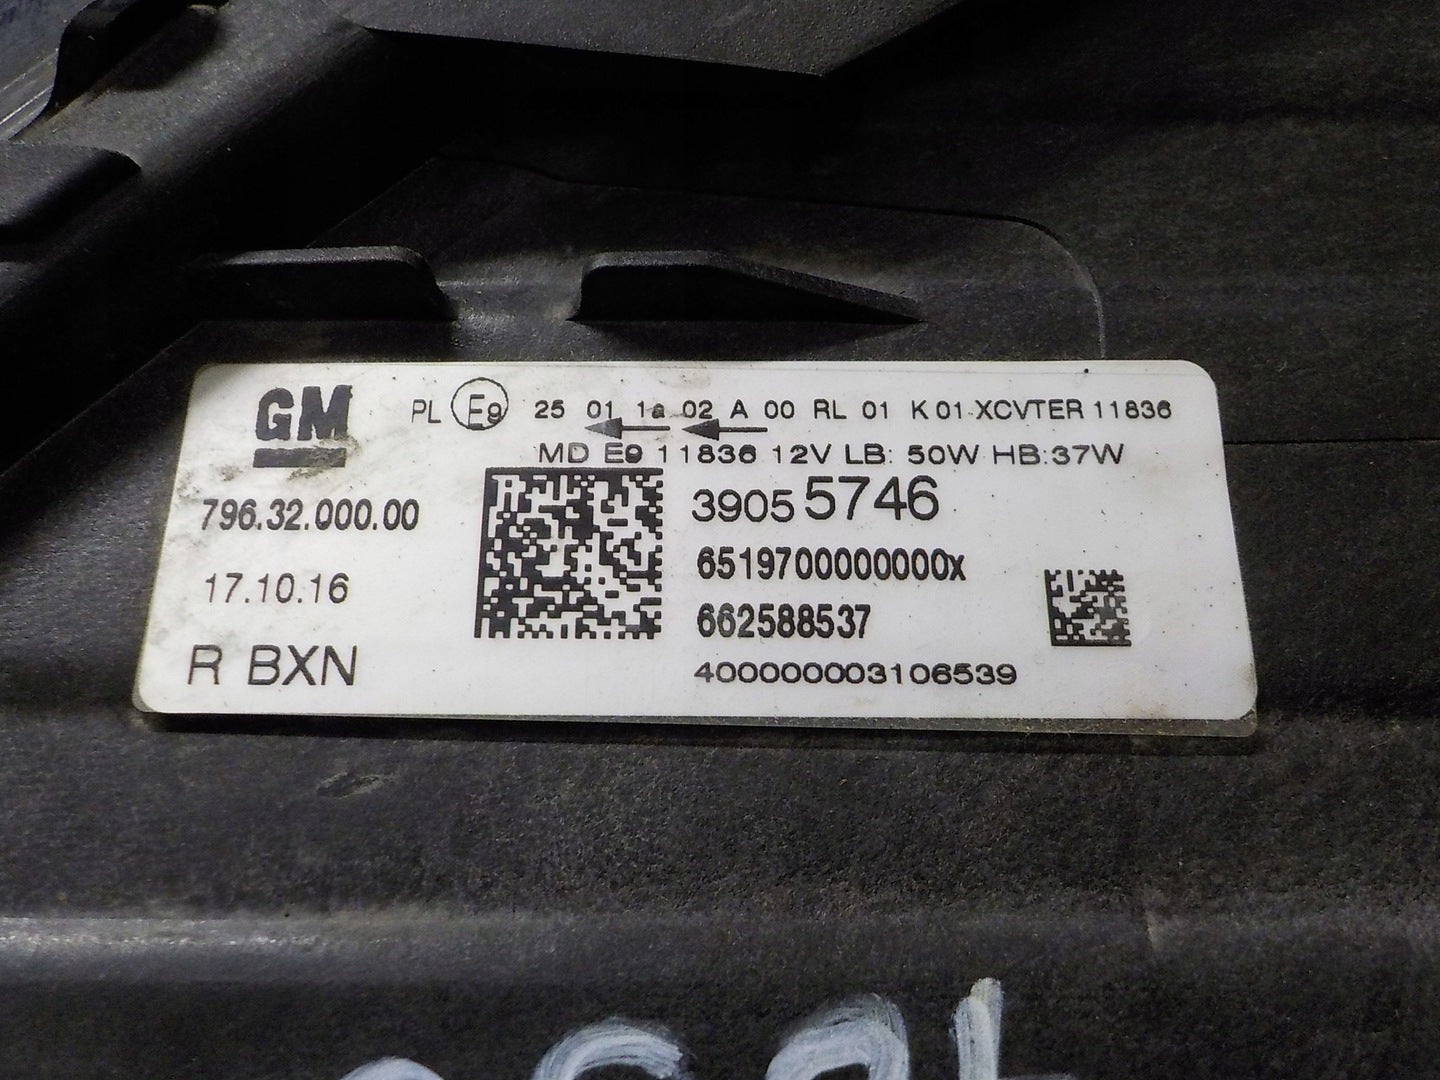 GM
PL E9 25 01 1a 02 A 00 RL 01 K 01 XCVTER 11836
MD E9 11836 12V LB: 50W HB:37W
796.32.000.00
3905 5746
6519700000000x
17.10.16
662588537
R BXN
400000003106539